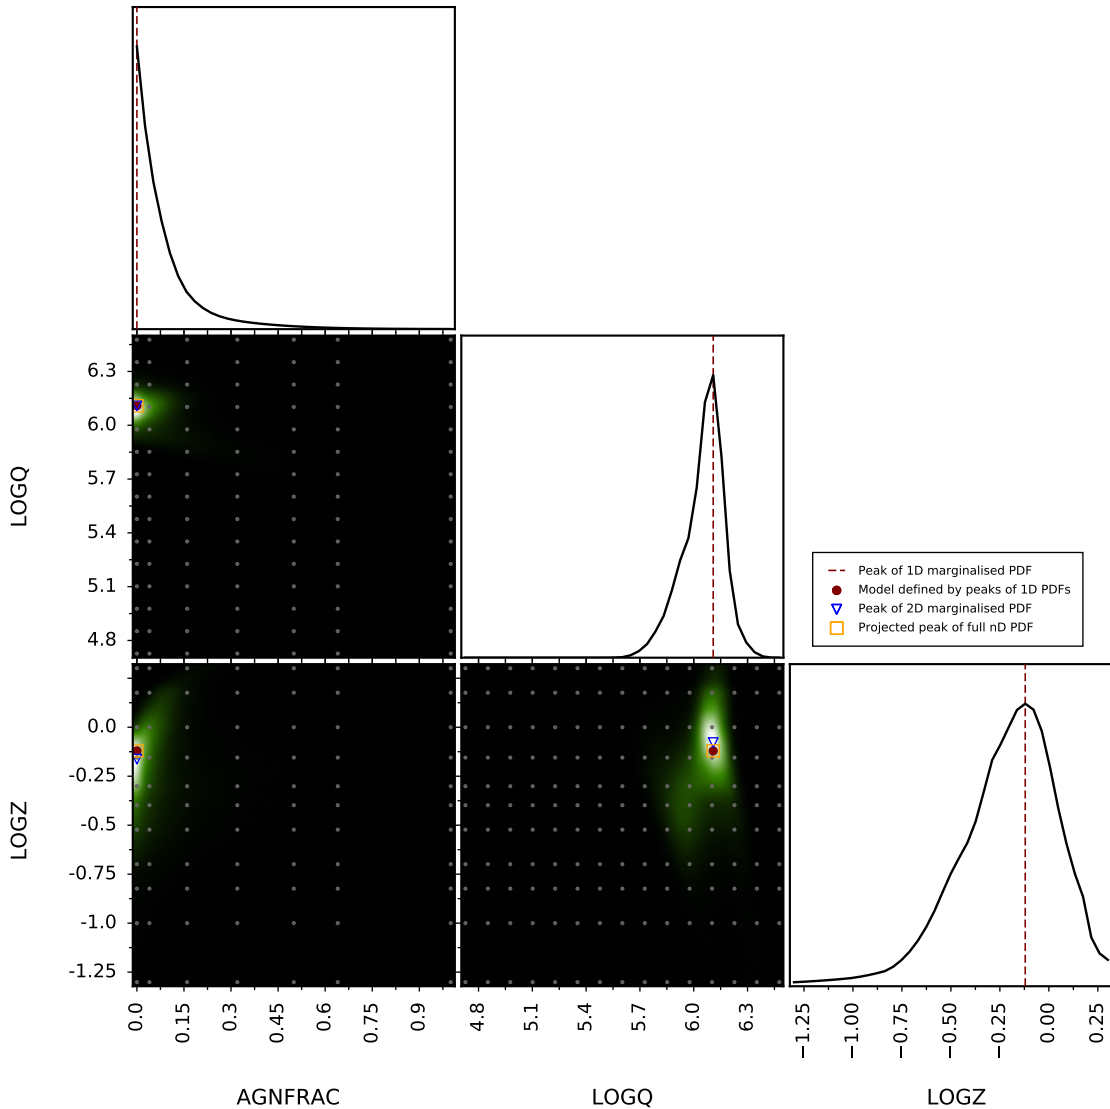 6.3
6.0
5.7
5.4
5.1
4.8
LOGQ
Peak of 1D marginalised PDF
Model defined by peaks of 1D PDFs
Peak of 2D marginalised PDF
Projected peak of full nD PDF
0.0
-0.25
-0.5
-0.75
-1.0
-1.25
LOGZ
0.0 0.15 0.3 0.45 0.6 0.75 0.9
4.8 5.1 5.4 5.7 6.0 6.3
−1.25 −1.00 −0.75 −0.50 −0.25 0.00 0.25
AGNFRAC LOGQ LOGZ